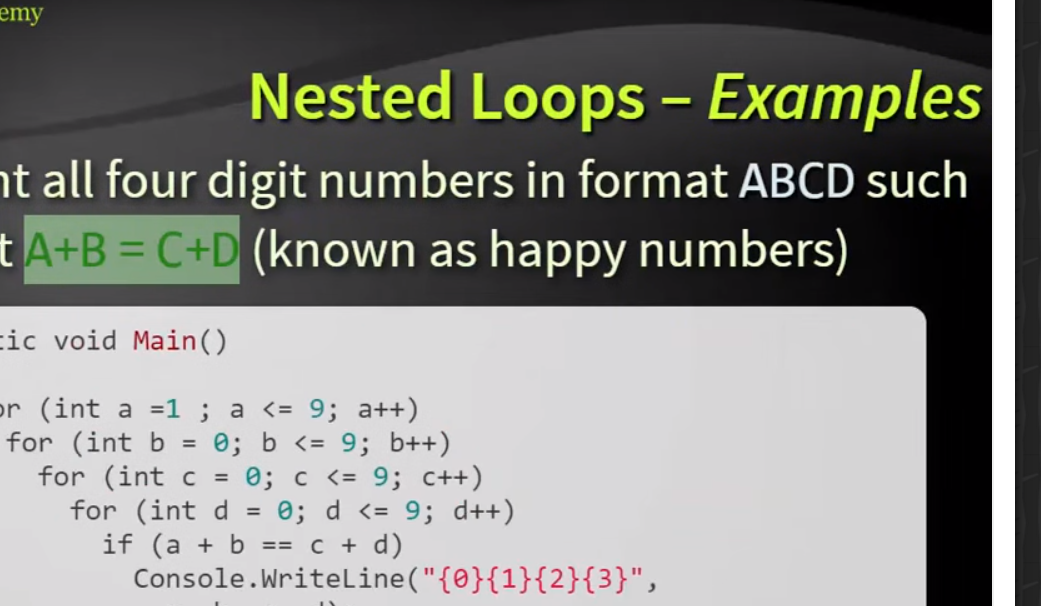 emy
Nested Loops – Examples
nt all four digit numbers in format ABCD such
t A+B = C+D (known as happy numbers)
tic void Main()
or (int a =1 ; a <= 9; a++)
for (int b = 0; b <= 9; b++)
for (int c = 0; c <= 9; c++)
for (int d = 0; d <= 9; d++)
if (a + b == c + d)
Console.WriteLine("{0}{1}{2}{3}",